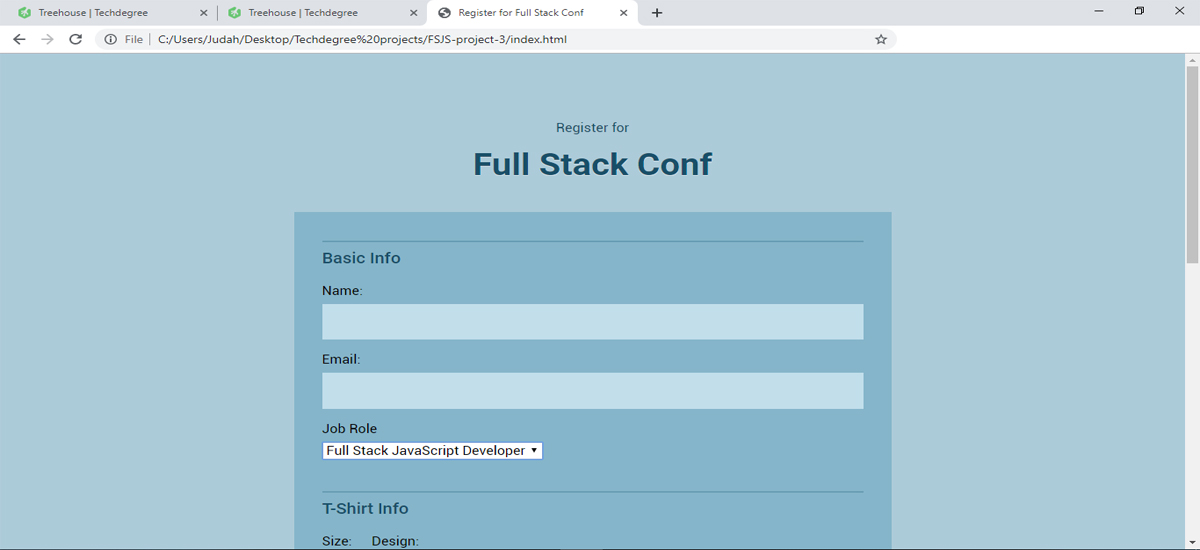 Treehouse | Techdegree
Treehouse | Techdegree
Register for Full Stack Conf
File
C:/Users/Judah/Desktop/Techdegree%20projects/FSJS-project-3/index.html
Register for
Full Stack Conf
Basic Info
Name:
Email:
Job Role
Full Stack JavaScript Developer
T-Shirt Info
Size: Design: